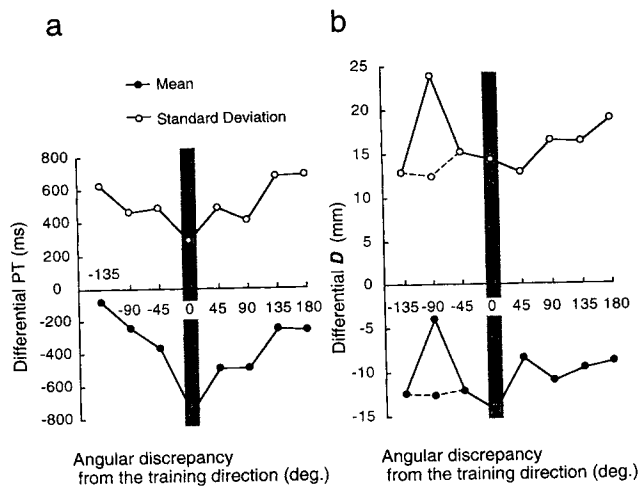 a
b
Mean
Standard Deviation
Differential PT (ms)
800
600
400
200
0
-200
-400
-600
-800
-135
-90 -45 0 45 90 135 180
Angular discrepancy
from the training direction (deg.)
Differential D (mm)
25
20
15
10
5
0
-5
-10
-15
-135 -90 -45 0 45 90 135 180
Angular discrepancy
from the training direction (deg.)